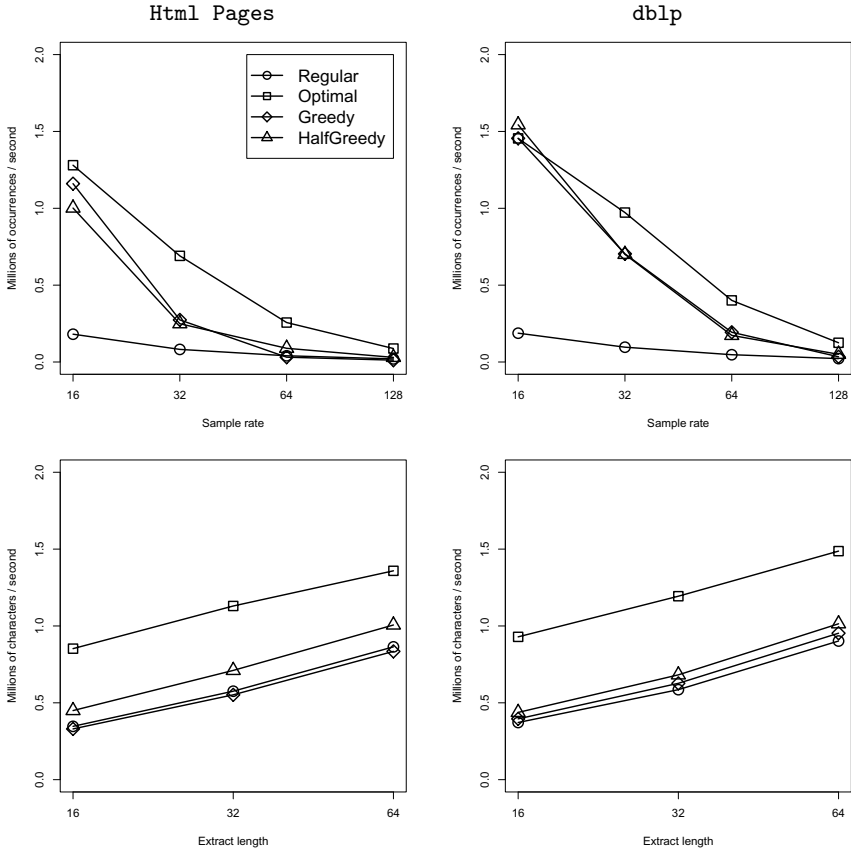 Html Pages
dblp
Millions of occurrences / second
2.0
1.5
1.0
0.5
0.0
Regular
Optimal
Greedy
HalfGreedy
16
32
64
128
Sample rate
Millions of occurrences / second
2.0
1.5
1.0
0.5
0.0
16
32
64
128
Sample rate
Millions of characters / second
2.0
1.5
1.0
0.5
0.0
16
32
64
Extract length
Millions of characters / second
2.0
1.5
1.0
0.5
0.0
16
32
64
Extract length